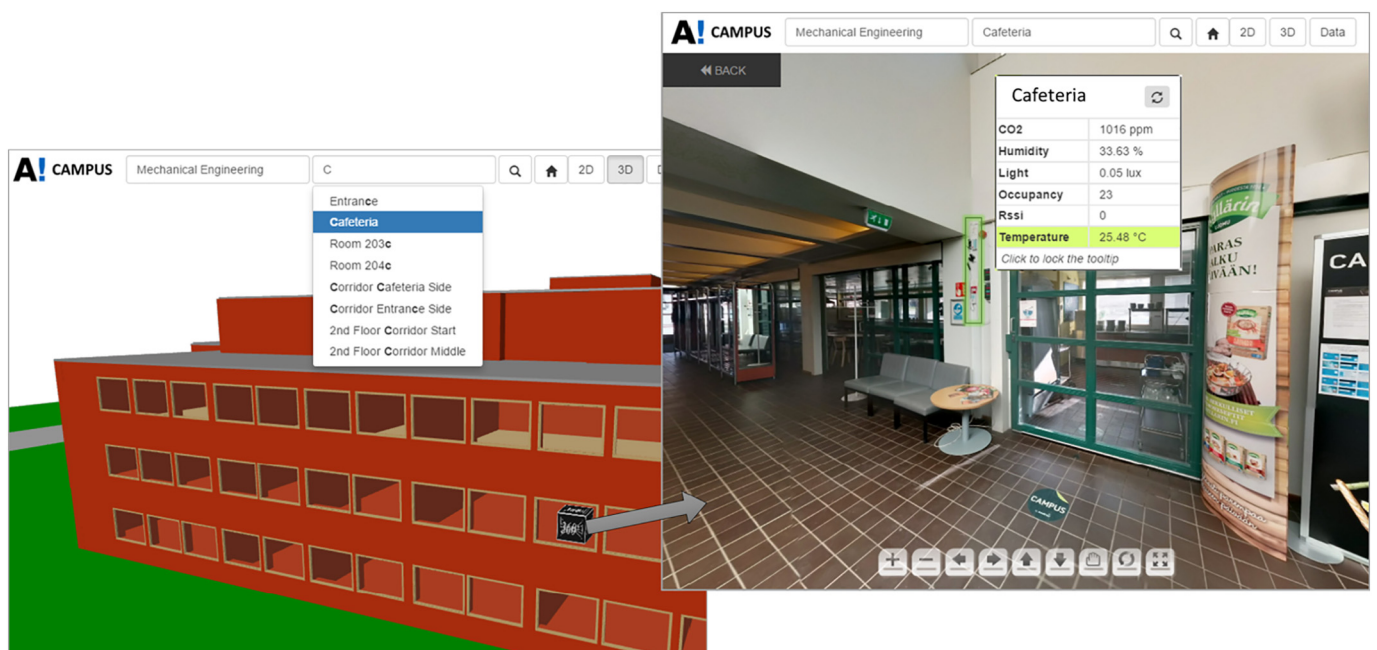 A! CAMPUS
Mechanical Engineering
C
2D
3D
Entrance
Cafeteria
Room 203c
Room 204c
Corridor Cafeteria Side
Corridor Entrance Side
2nd Floor Corridor Start
2nd Floor Corridor Middle
360
A! CAMPUS
Mechanical Engineering
Cafeteria
2D
3D
Data
BACK
Cafeteria
CO2 1016 ppm
Humidity 33.63 %
Light 0.05 lux
Occupancy 23
Rssi 0
Temperature 25.48 °C
Click to lock the tooltip
CAMPUS
CA